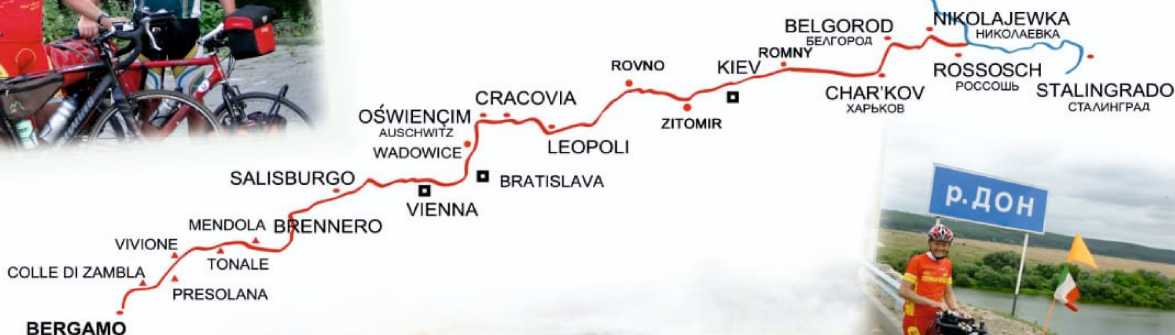 BELGOROD
БЕЛГОРОД
NIKOLAJEWKA
НИКОЛАЕВКА
ROMNY
KIEV
ROVNO
ROSSOSCH
РОССОШЬ
CHAR'KOV
ХАРЬКОВ
STALINGRADO
СТАЛИНГРАД
CRACOVIA
OŚWIENÇIM
AUSCHWITZ
WADOWICE
ZITOMIR
LEOPOLI
SALISBURGO
BRATISLAVA
VIENNA
р.ДОН
MENDOLA
BRENNERO
VIVIONE
TONALE
COLLE DI ZAMBLA
PRESOLANA
BERGAMO